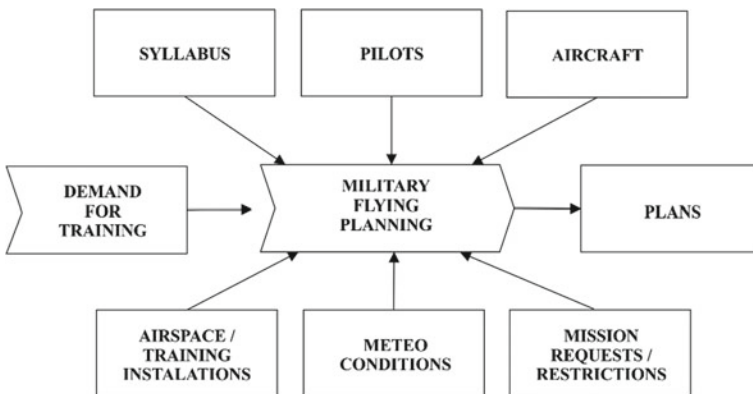 SYLLABUS
PILOTS
AIRCRAFT
DEMAND
FOR
TRAINING
MILITARY
FLYING
PLANNING
PLANS
AIRSPACE /
TRAINING
INSTALATIONS
METEO
CONDITIONS
MISSION
REQUESTS /
RESTRICTIONS